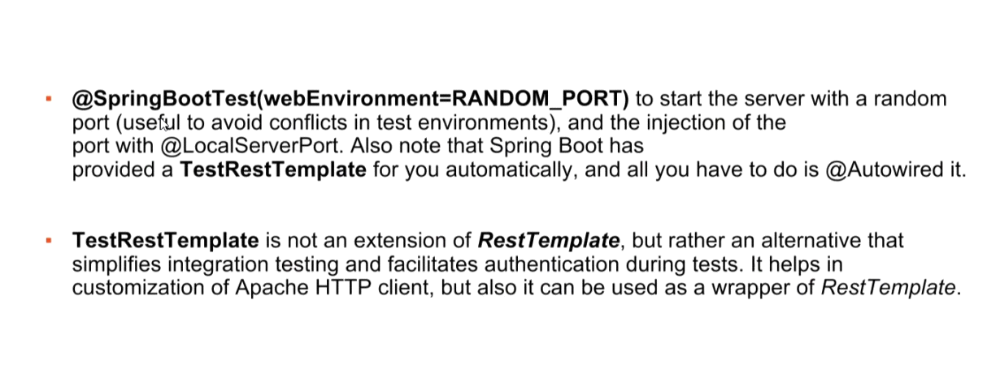 @SpringBootTest(webEnvironment=RANDOM_PORT) to start the server with a random
port (useful to avoid conflicts in test environments), and the injection of the
port with @LocalServerPort. Also note that Spring Boot has
provided a TestRestTemplate for you automatically, and all you have to do is @Autowired it.
TestRestTemplate is not an extension of RestTemplate, but rather an alternative that
simplifies integration testing and facilitates authentication during tests. It helps in
customization of Apache HTTP client, but also it can be used as a wrapper of RestTemplate.